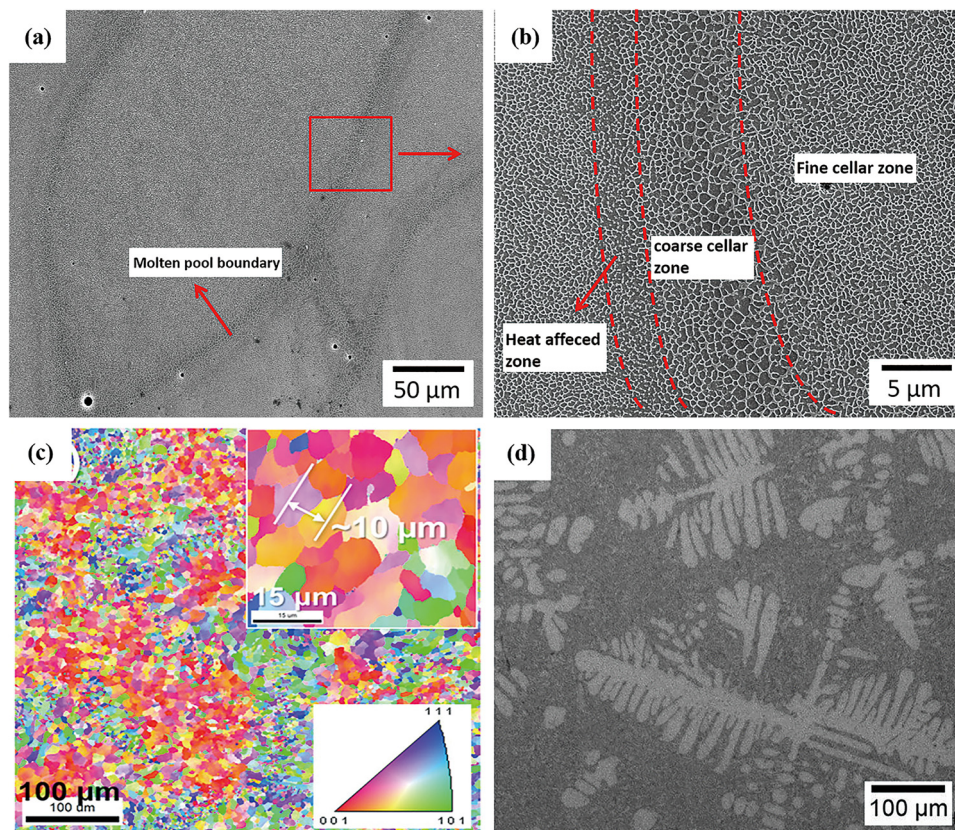 (a)
Molten pool boundary
50 μm
(b)
Fine cellar zone
coarse cellar
zone
Heat affeced
zone
5 μm
(c)
~10 μm
15 μm
15 μm
111
001
101
100 μm
100 um
(d)
100 μm